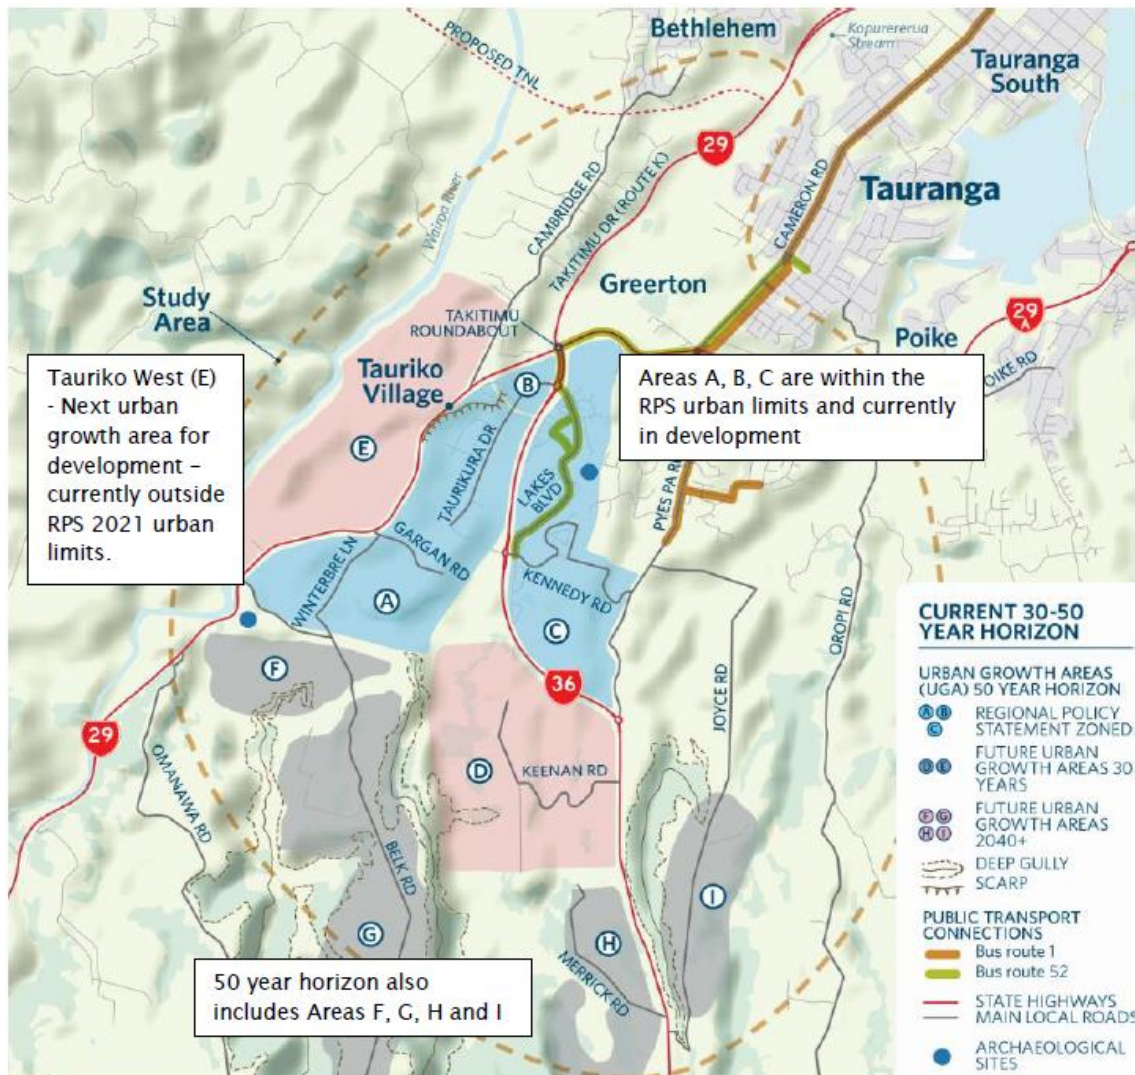 Bethlehem
Kopurererua
Stream
Tauranga
South
PROPOSED TNL
29
Wairoa River
CAMBRIDGE RD
TAKITIMU DR (ROUTE K)
CAMERON RD
Tauranga
Study
Area
Greerton
TAKITIMU
ROUNDABOUT
Poike
29
A
OIKE RD
Tauriko West (E)
- Next urban
growth area for
development –
currently outside
RPS 2021 urban
limits.
Tauriko
Village
B
Areas A, B, C are within the
RPS urban limits and currently
in development
E
TAURIKURA DR
LAKES
BLVD
PYES PA R
GARGAN RD
WINTERBRE LN
KENNEDY RD
A
C
F
36
JOYCE RD
OROPI RD
29
OMANAWA RD
D
KEENAN RD
BELK RD
I
G
H
MERRICK RD
50 year horizon also
includes Areas F, G, H and I
CURRENT 30-50
YEAR HORIZON
URBAN GROWTH AREAS
(UGA) 50 YEAR HORIZON
A B
C
REGIONAL POLICY
STATEMENT ZONED
D E
FUTURE URBAN
GROWTH AREAS 30
YEARS
F G
H I
FUTURE URBAN
GROWTH AREAS
2040+
DEEP GULLY
SCARP
PUBLIC TRANSPORT
CONNECTIONS
Bus route 1
Bus route 52
STATE HIGHWAYS
MAIN LOCAL ROADS
ARCHAEOLOGICAL
SITES